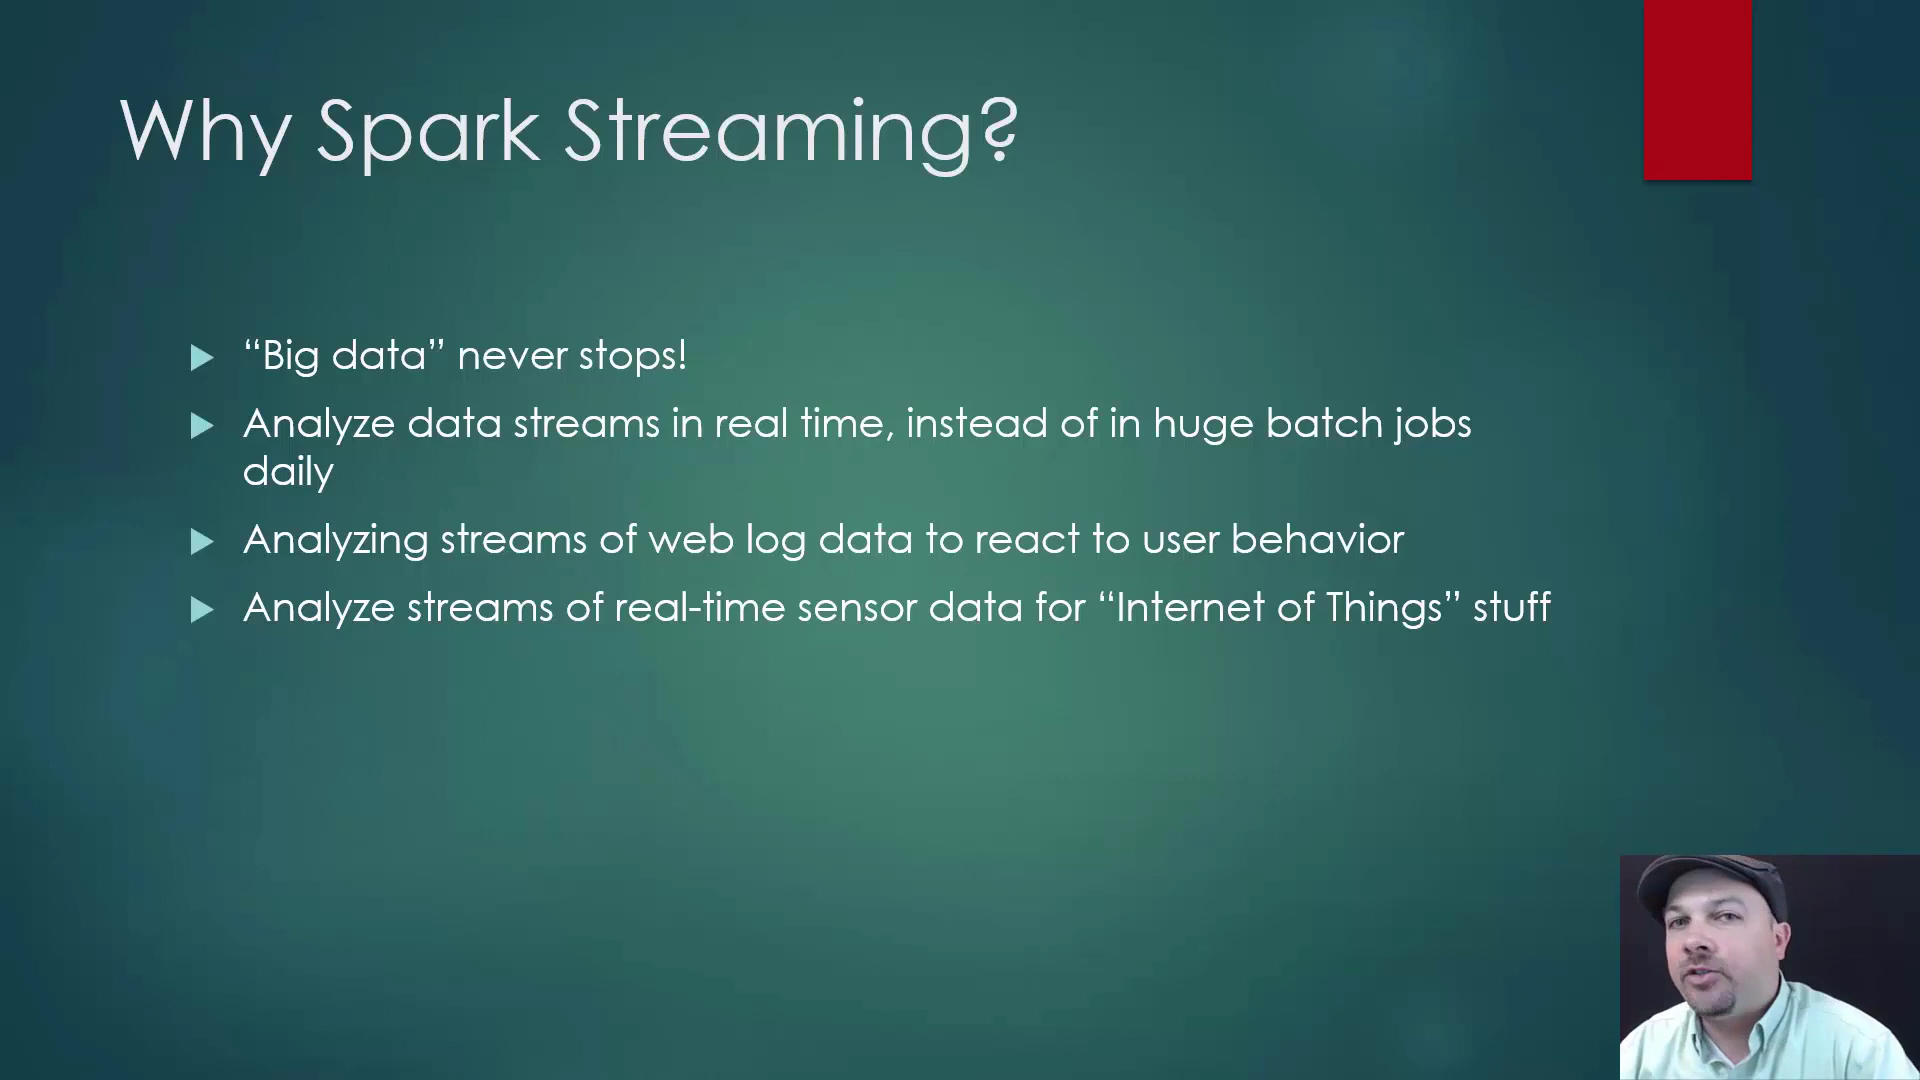 Why Spark Streaming?
“Big data” never stops!
Analyze data streams in real time, instead of in huge batch jobs
daily
Analyzing streams of web log data to react to user behavior
Analyze streams of real-time sensor data for “Internet of Things” stuff